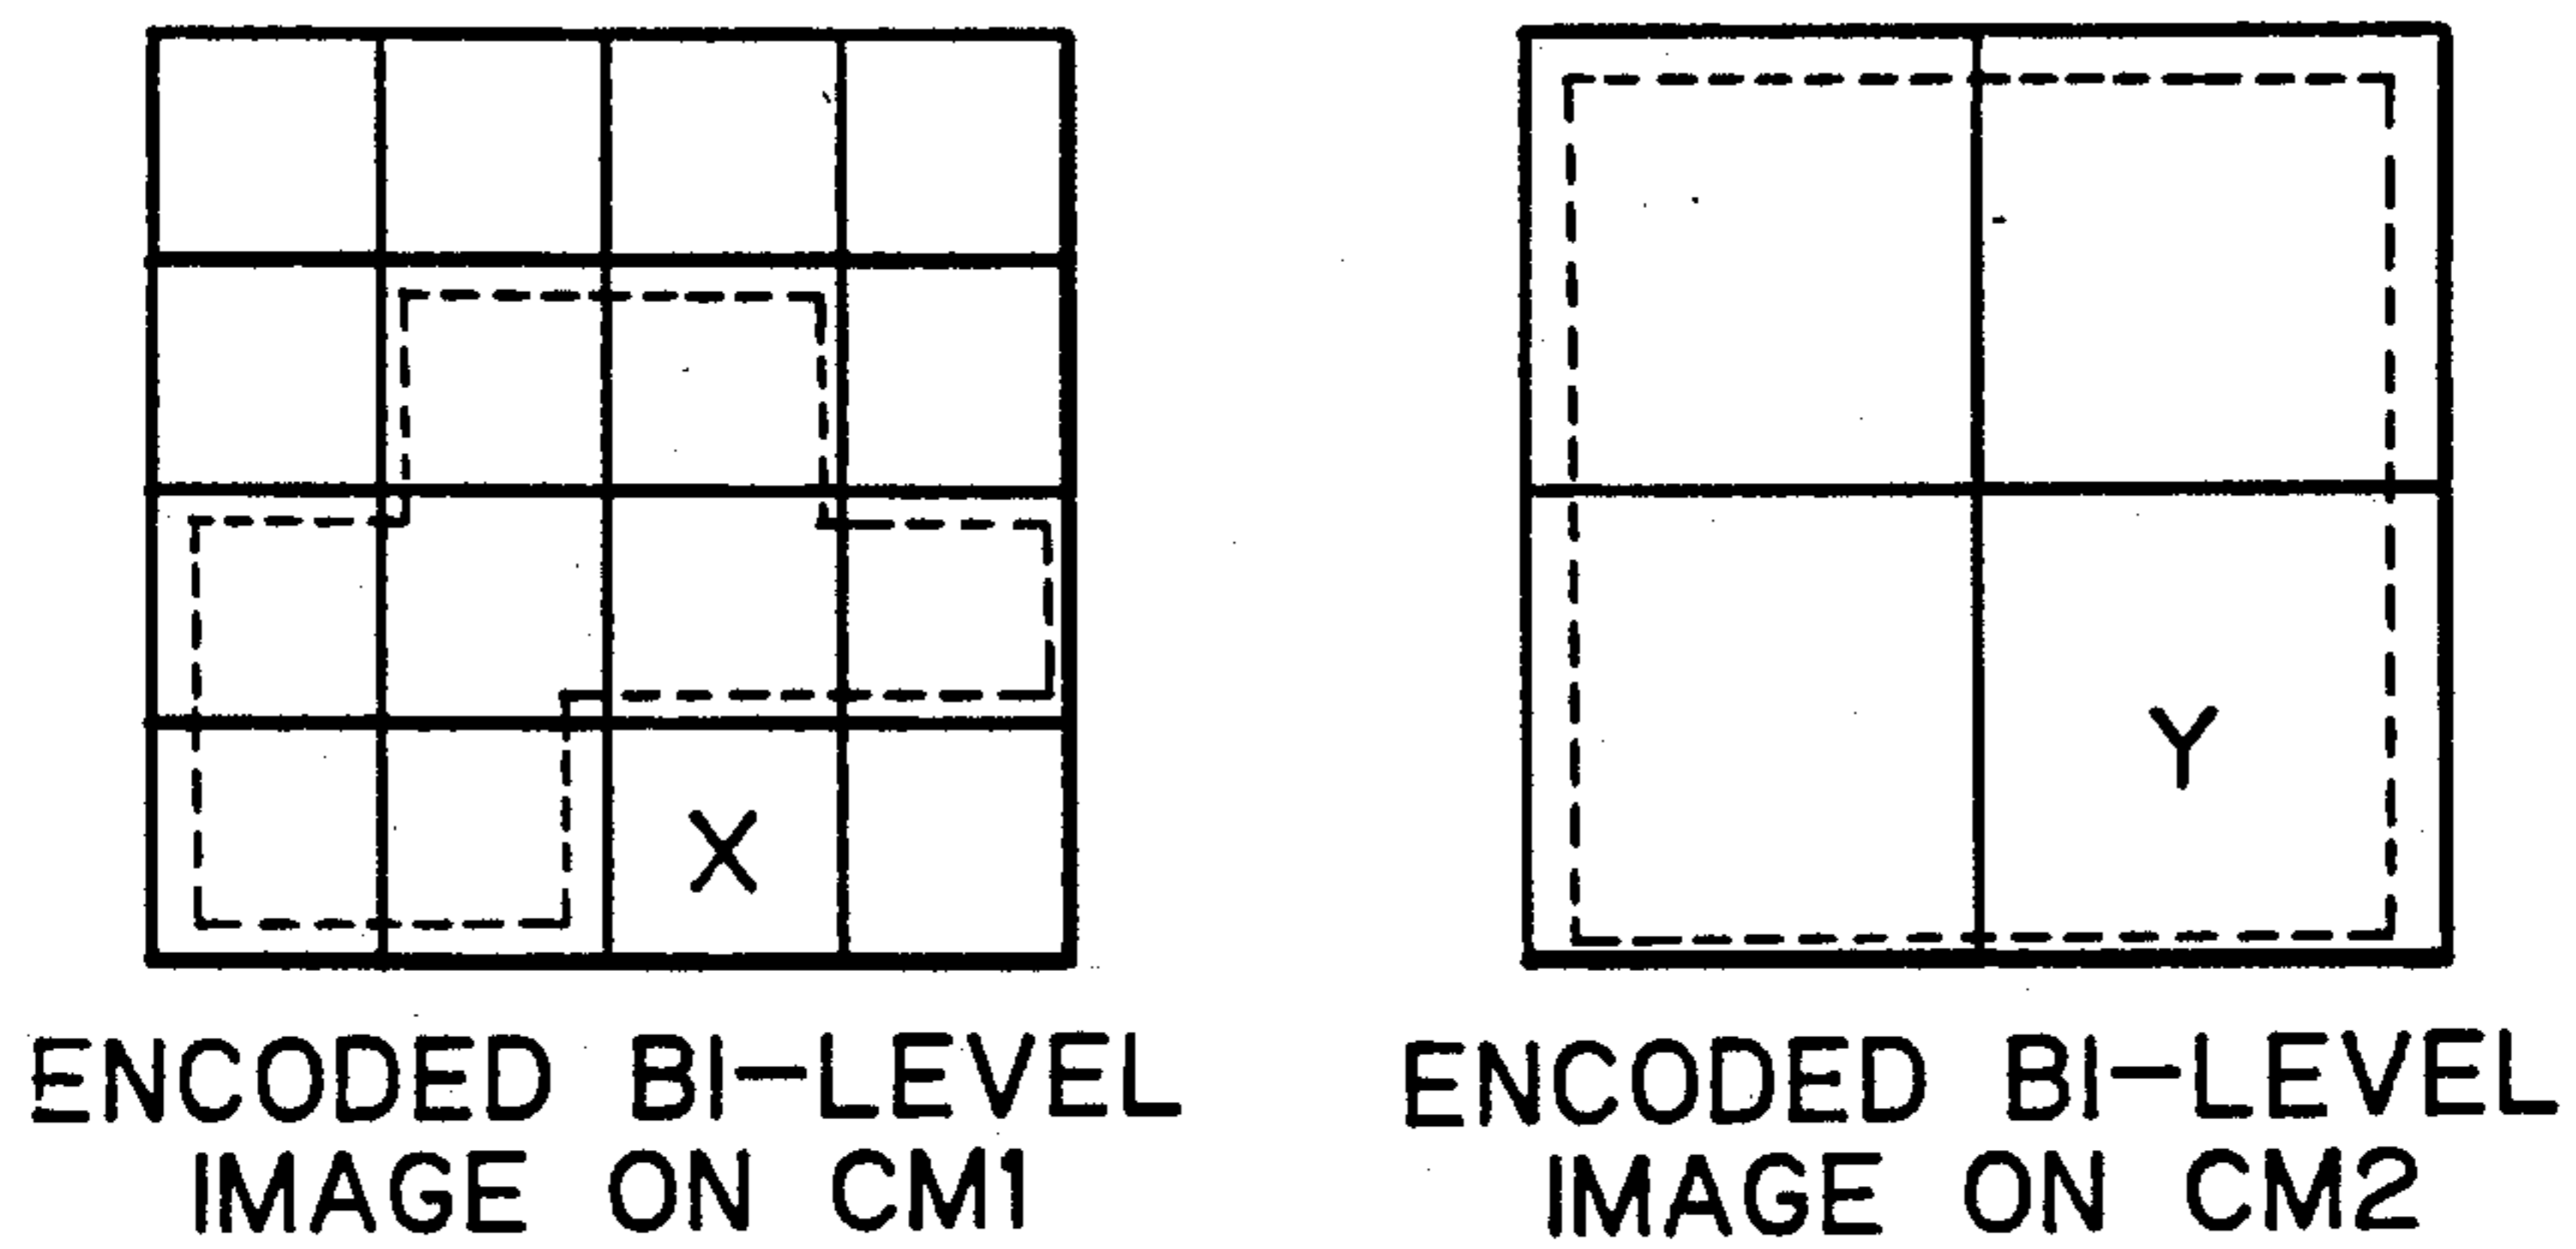 X
Y
ENCODED BI-LEVEL
IMAGE ON CM1
ENCODED BI-LEVEL
IMAGE ON CM2